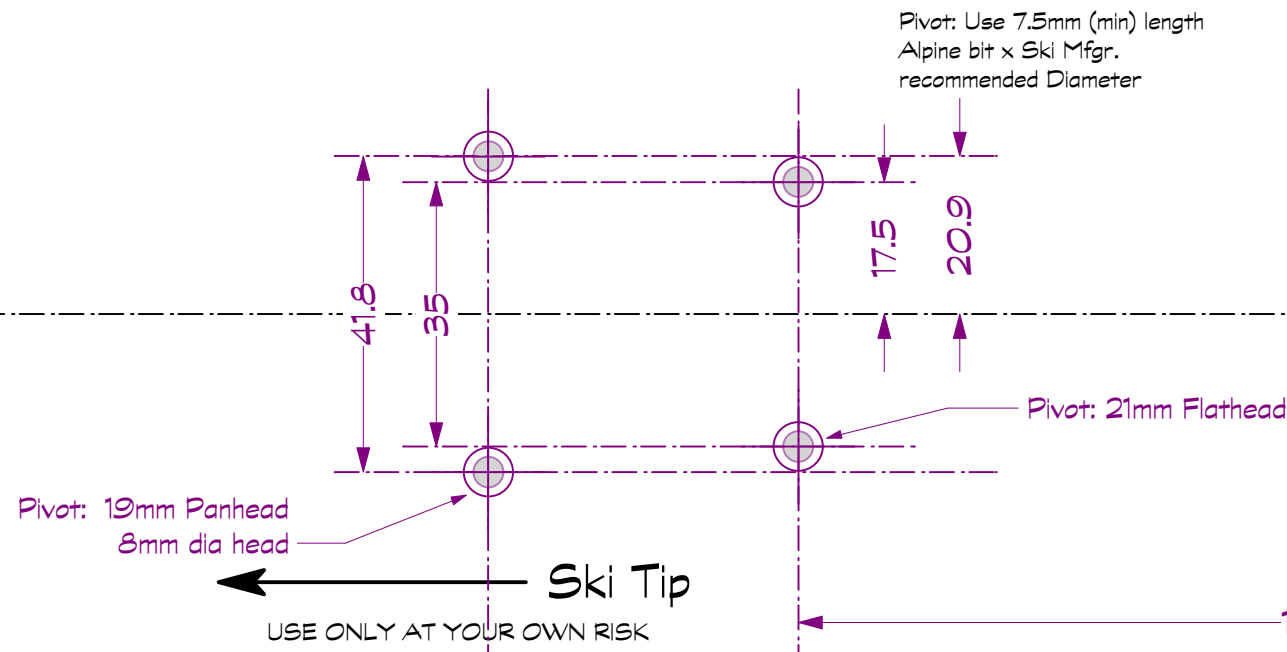 Pivot: Use 7.5mm (min) length
Alpine bit x Ski Mfgr.
recommended Diameter
17.5
20.9
41.8
35
Pivot: 21mm Flathead
Pivot: 19mm Panhead
8mm dia head
Ski Tip
USE ONLY AT YOUR OWN RISK